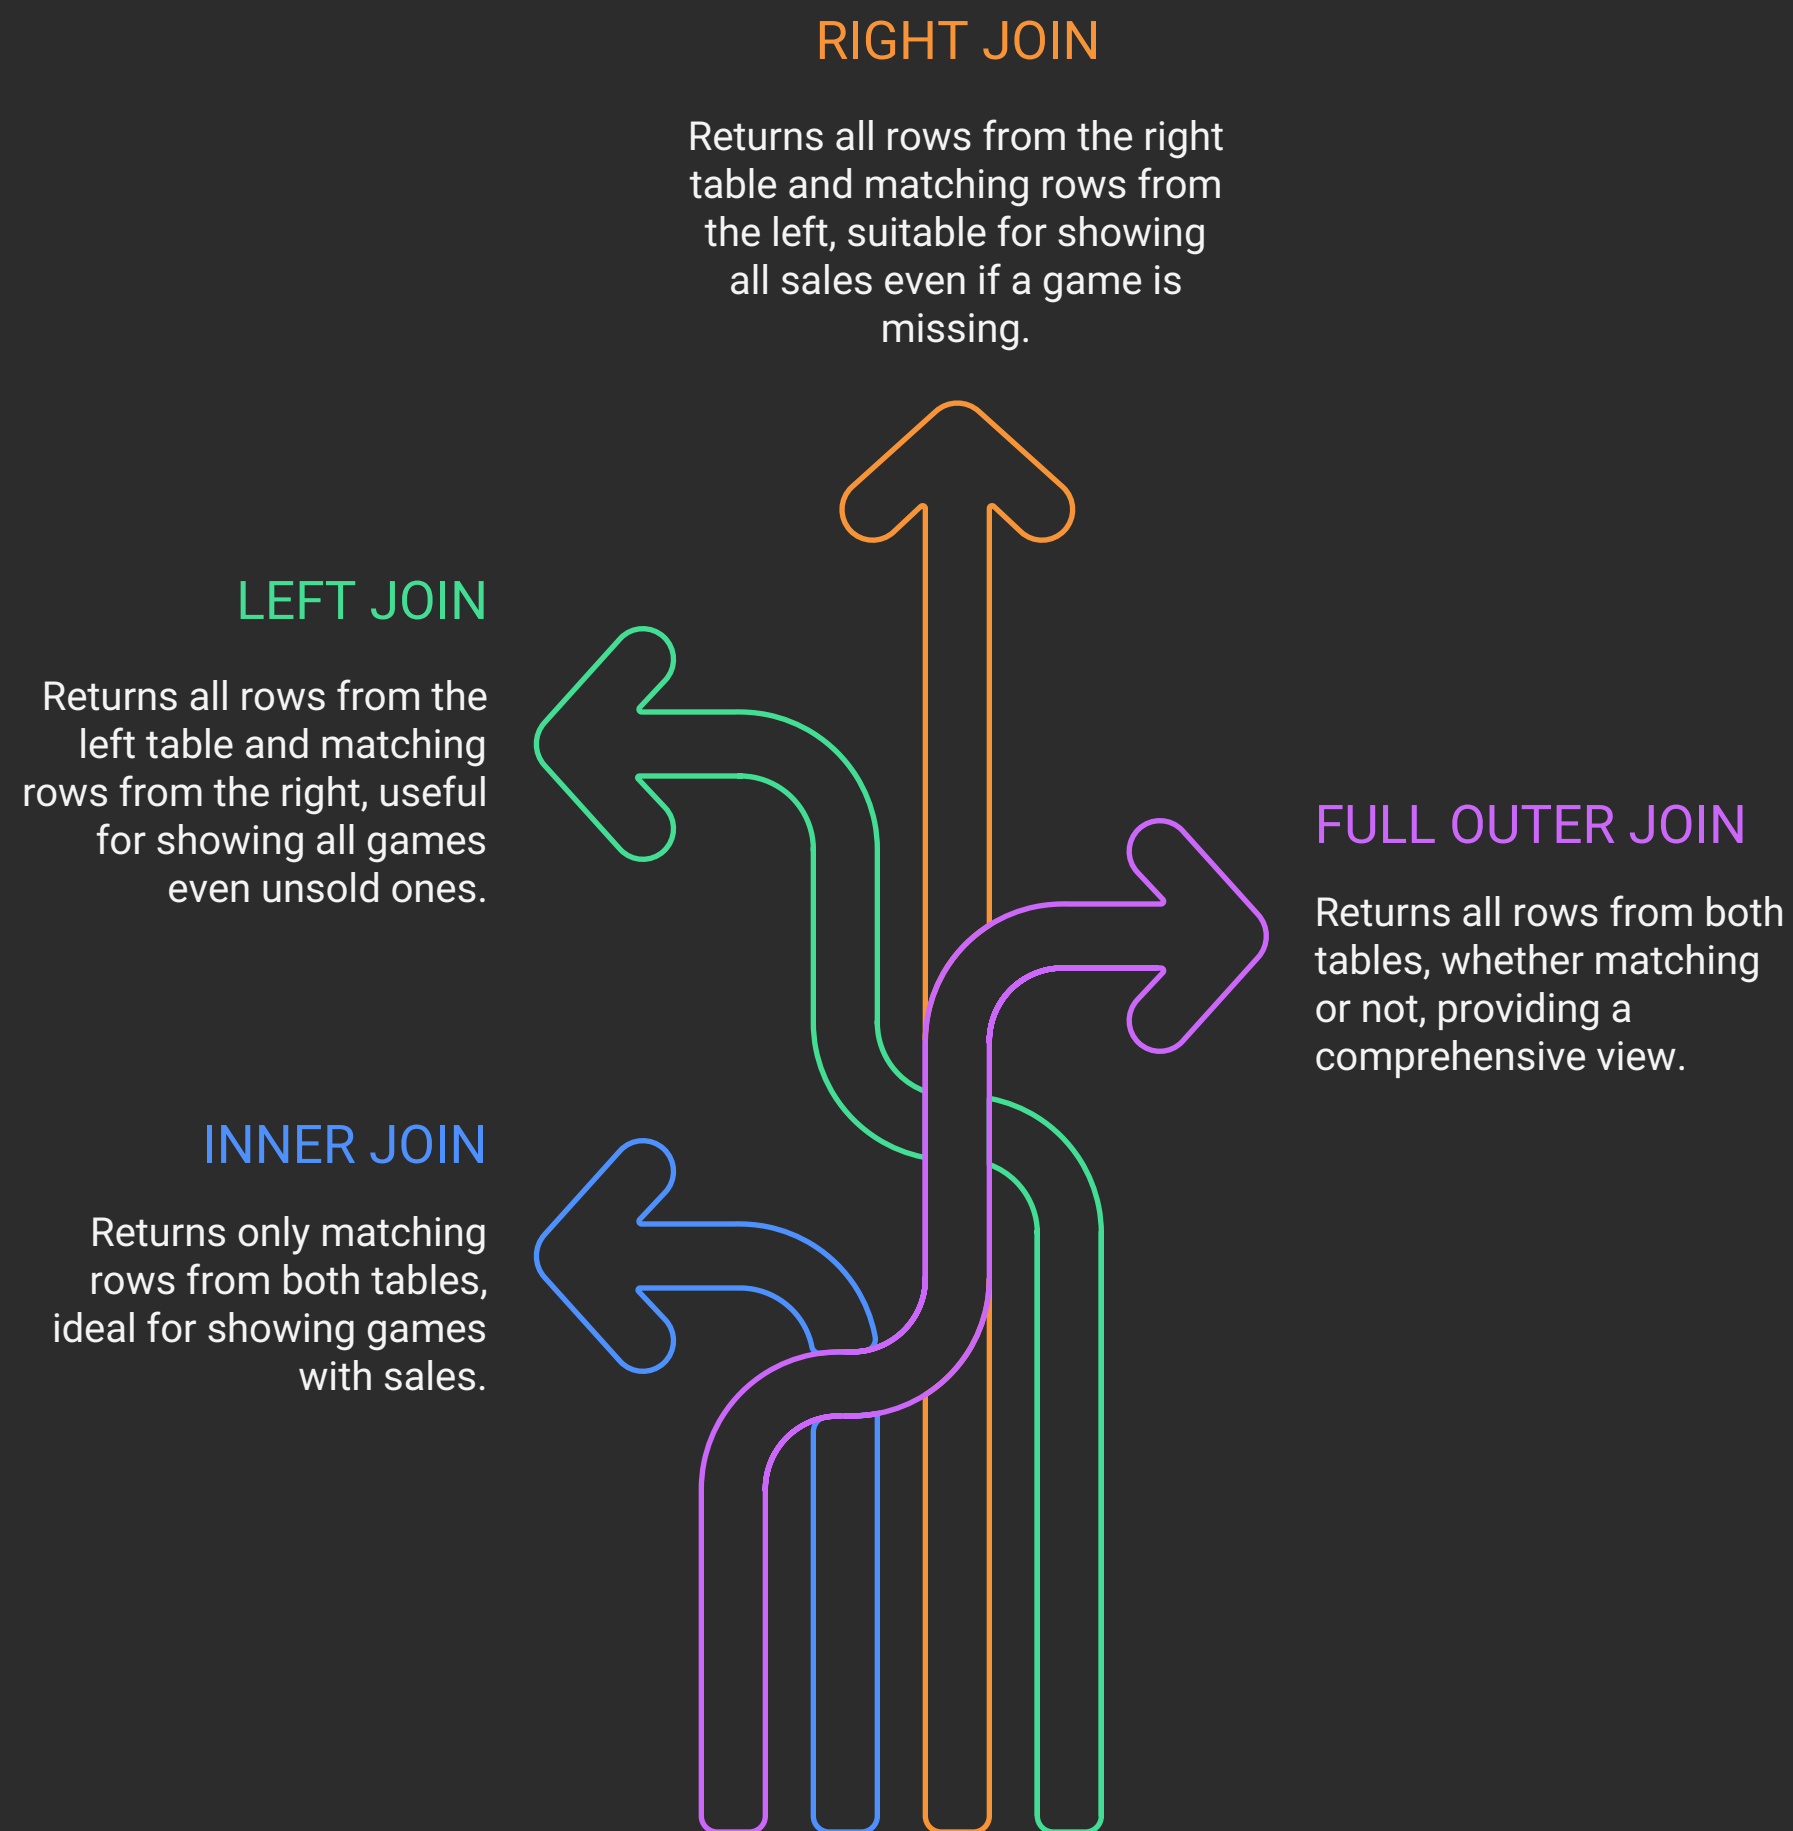 RIGHT JOIN
Returns all rows from the right
table and matching rows from
the left, suitable for showing
all sales even if a game is
missing.
LEFT JOIN
Returns all rows from the
left table and matching
rows from the right, useful
for showing all games
even unsold ones.
FULL OUTER JOIN
Returns all rows from both
tables, whether matching
or not, providing a
comprehensive view.
INNER JOIN
Returns only matching
rows from both tables,
ideal for showing games
with sales.